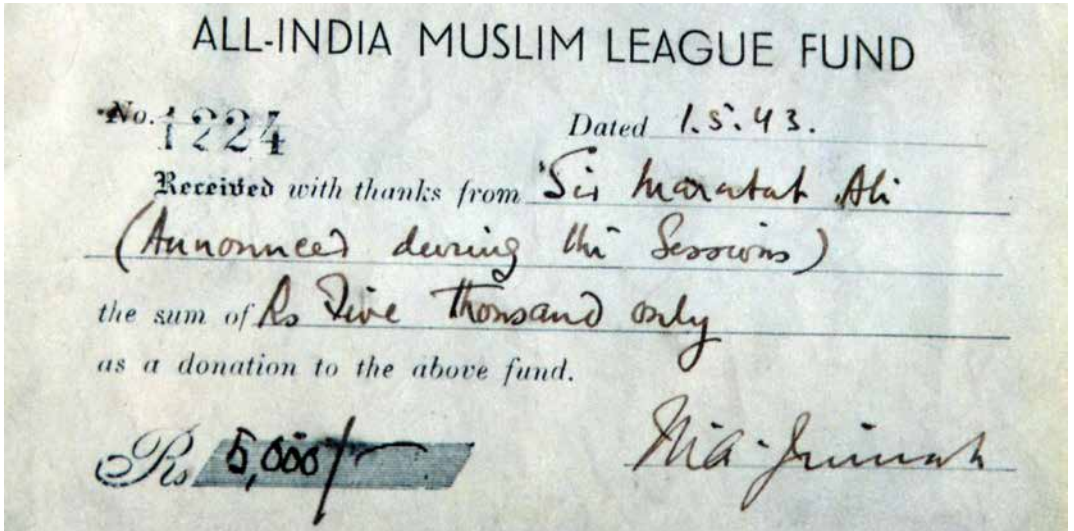 ALL-INDIA MUSLIM LEAGUE FUND
No. 1224 Dated 1.5.43.
Received with thanks from Sir Maratab Ali
(Announced during the Sessions)
the sum of Rs Five thousand only
as a donation to the above fund.
Rs 5,000/- M.A. Jinnah